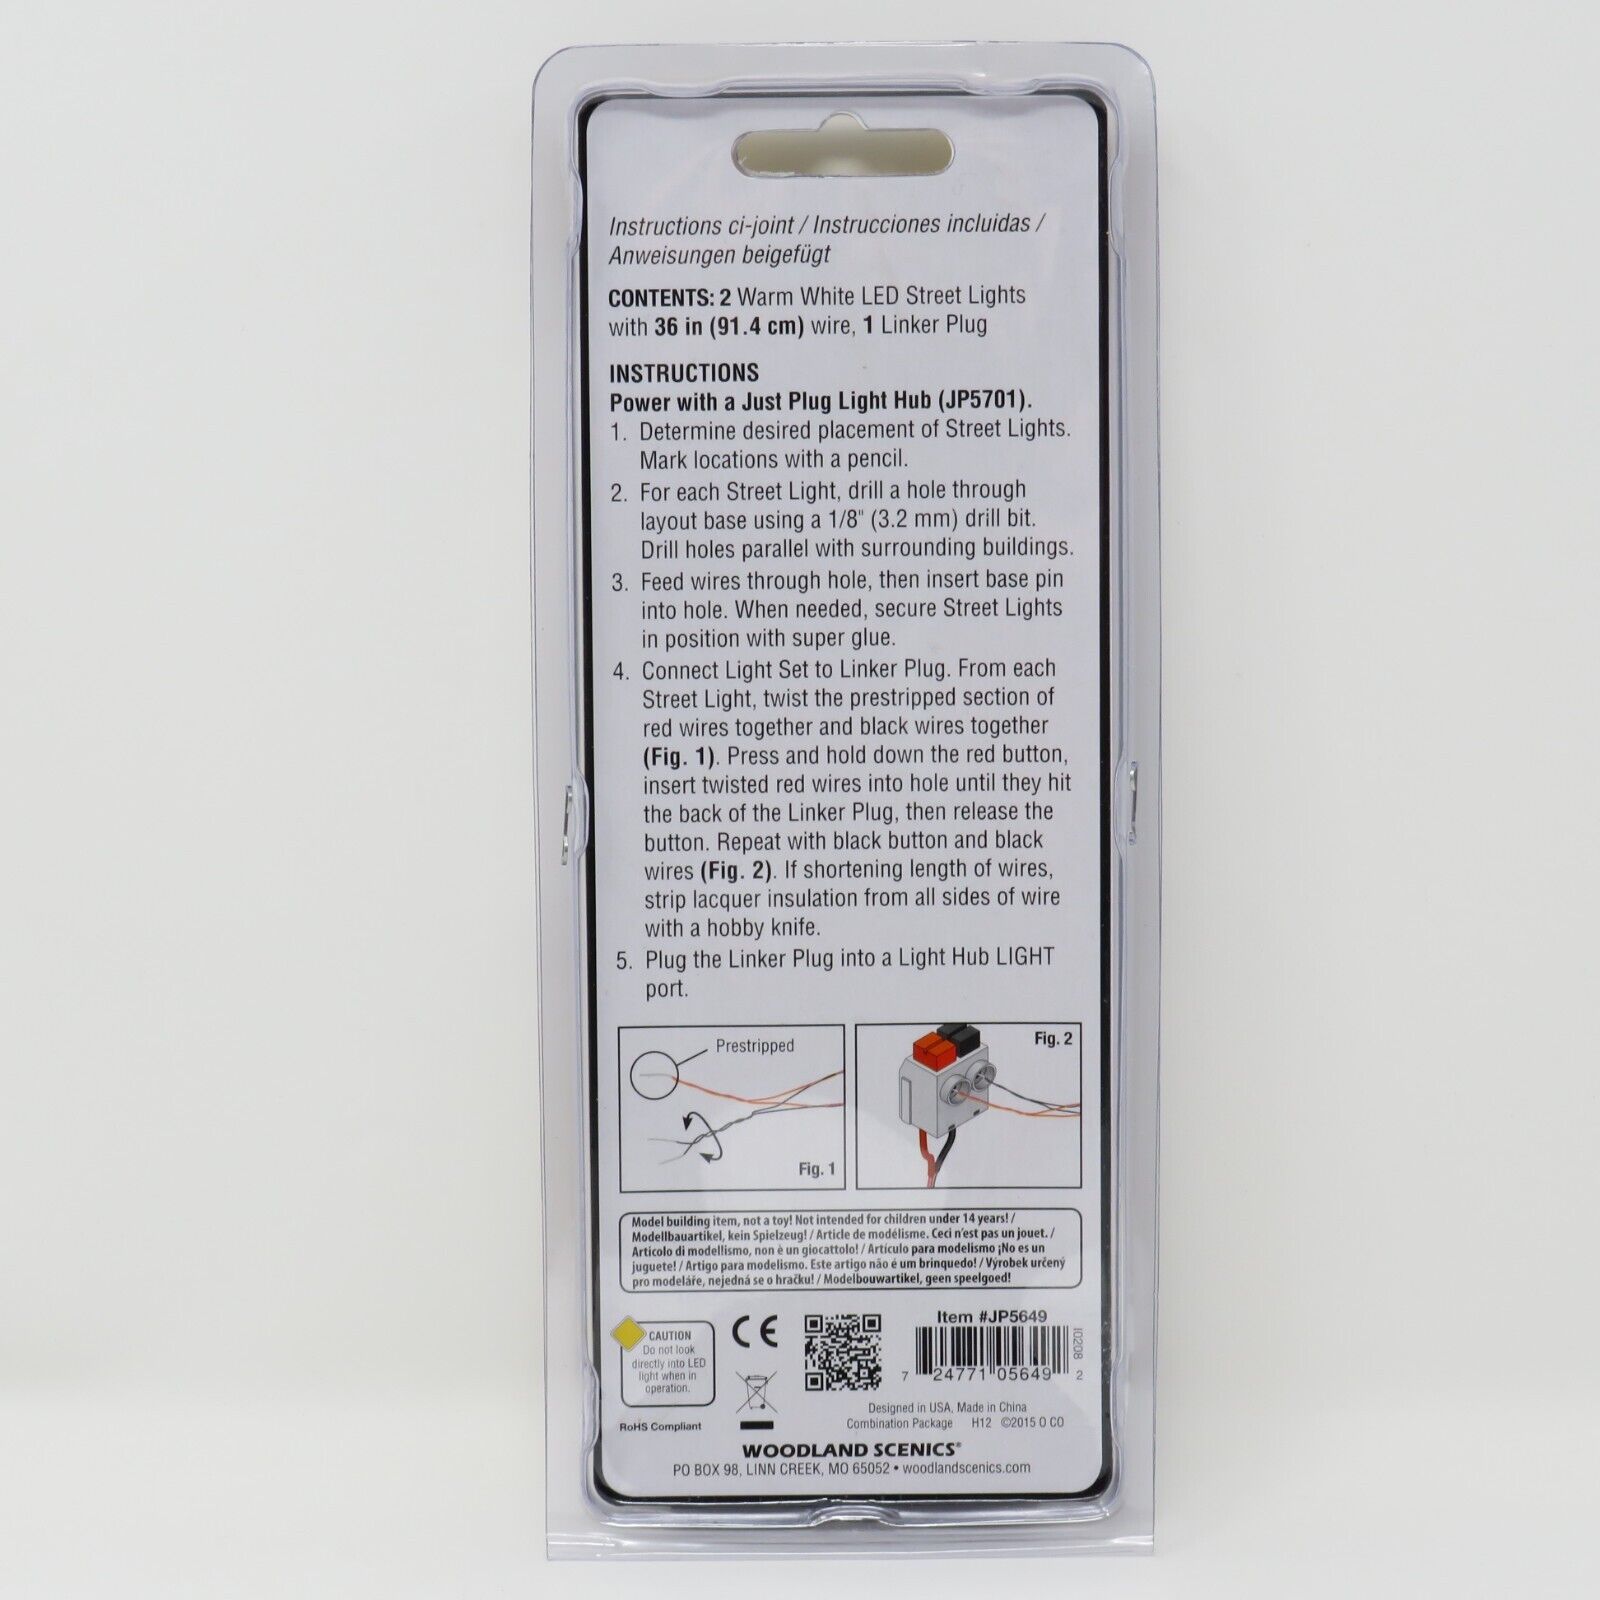 Instructions ci-joint / Instrucciones incluidas /
Anweisungen beigefügt
CONTENTS: 2 Warm White LED Street Lights
with 36 in (91.4 cm) wire, 1 Linker Plug
INSTRUCTIONS
Power with a Just Plug Light Hub (JP5701).
1. Determine desired placement of Street Lights.
Mark locations with a pencil.
2. For each Street Light, drill a hole through
layout base using a 1/8" (3.2 mm) drill bit.
Drill holes parallel with surrounding buildings.
3. Feed wires through hole, then insert base pin
into hole. When needed, secure Street Lights
in position with super glue.
4. Connect Light Set to Linker Plug. From each
Street Light, twist the prestripped section of
red wires together and black wires together
(Fig. 1). Press and hold down the red button,
insert twisted red wires into hole until they hit
the back of the Linker Plug, then release the
button. Repeat with black button and black
wires (Fig. 2). If shortening length of wires,
strip lacquer insulation from all sides of wire
with a hobby knife.
5. Plug the Linker Plug into a Light Hub LIGHT
port.
Prestripped
Fig. 1
Fig. 2
Model building item, not a toy! Not intended for children under 14 years! /
Modellbauartikel, kein Spielzeug! / Article de modélisme. Ceci n'est pas un jouet. /
Articolo di modellismo, non è un giocattolo! / Artículo para modelismo ¡No es un
juguete! / Artigo para modelismo. Este artigo não é um brinquedo! / Výrobek určený
pro modeláře, nejedná se o hračku! / Modelbouwartikel, geen speelgoed!
CAUTION
Do not look
directly into LED
light when in
operation.
RoHS Compliant
CE
Item #JP5649
10208
7 24771 05649 2
Designed in USA, Made in China
Combination Package H12 ©2015 O CO
WOODLAND SCENICS®
PO BOX 98, LINN CREEK, MO 65052 • woodlandscenics.com